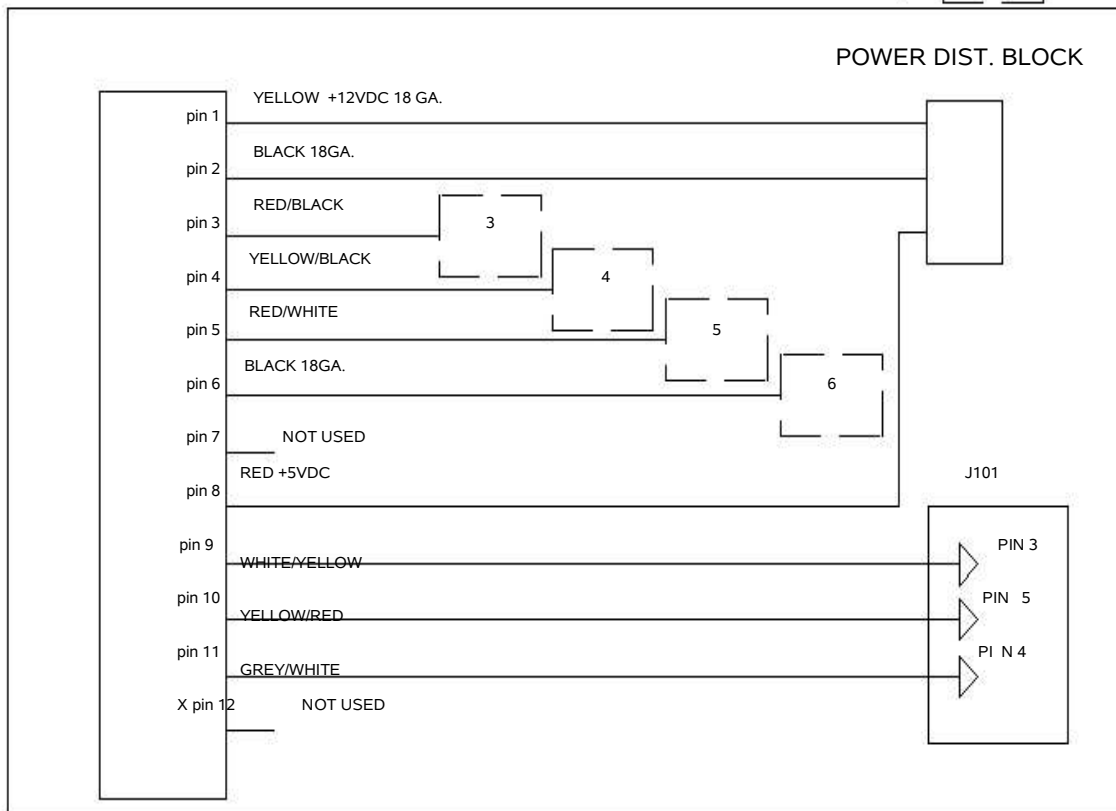 POWER DIST. BLOCK
YELLOW +12VDC 18 GA.
pin 1
BLACK 18GA.
pin 2
RED/BLACK
pin 3
3
YELLOW/BLACK
pin 4
4
RED/WHITE
pin 5
5
BLACK 18GA.
pin 6
6
pin 7 NOT USED
RED +5VDC
pin 8
J101
pin 9
PIN 3
WHITE/YELLOW
pin 10
PIN 5
YELLOW/RED
pin 11
PI N 4
GREY/WHITE
X pin 12 NOT USED